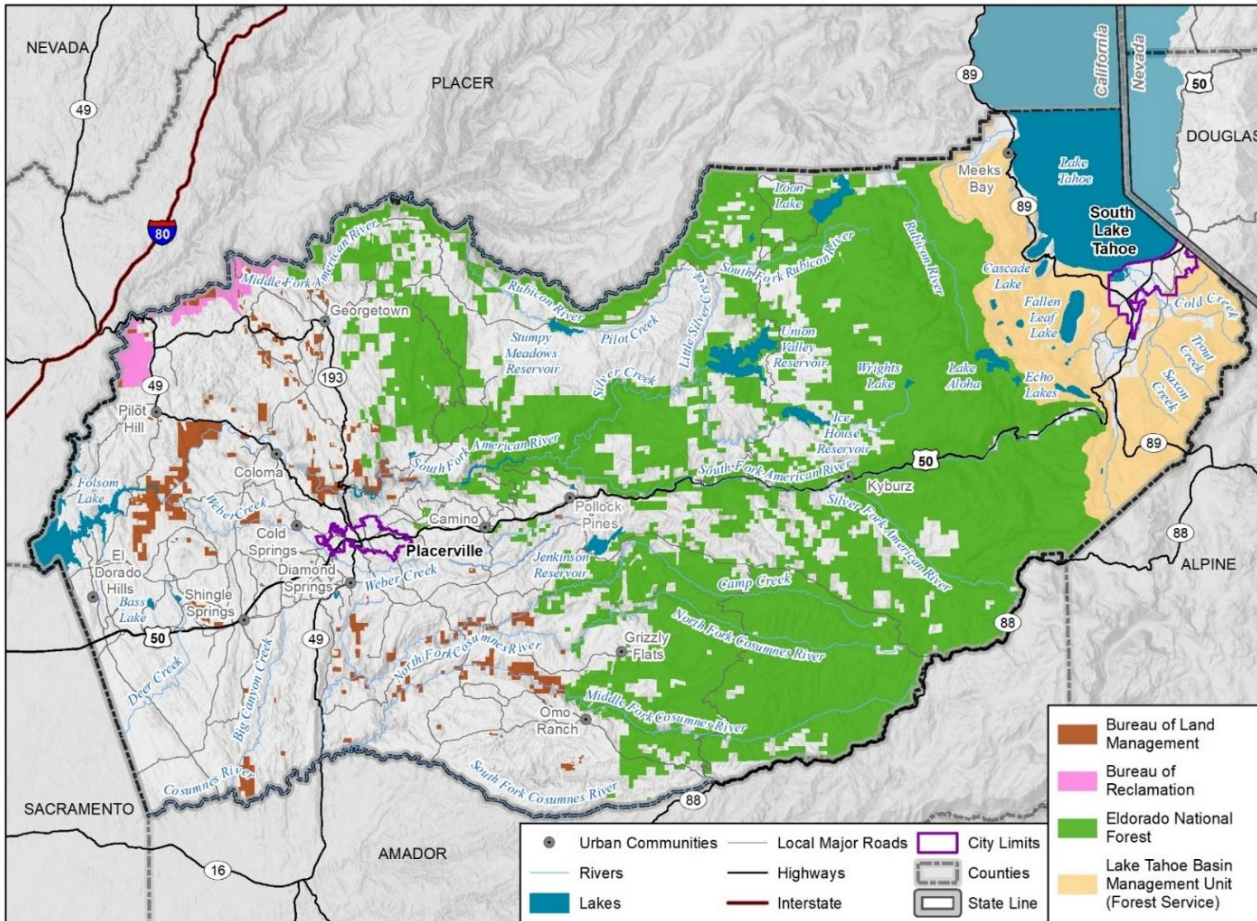 NEVADA
49
PLACER
89
California
Nevada
50
DOUGLAS
80
Meeks
Bay
Lake
Tahoe
89
South
Lake
Tahoe
Loon
Lake
Rubicon River
South Fork Rubicon River
Middle Fork American River
Georgetown
Rubicon River
Stumpy
Meadows
Reservoir
Pilot Creek
Little Silver Creek
Silver Creek
Union
Valley
Reservoir
Cascade
Lake
Fallen
Leaf
Lake
Cold Creek
Trout
Creek
Saxon
Creek
Wrights
Lake
Lake
Aloha
Echo
Lakes
49
193
Pilot
Hill
Ice
House
Reservoir
89
Coloma
South Fork American River
South Fork American River
50
Kyburz
Folsom
Lake
Weber Creek
Cold
Springs
Camino
Pollock
Pines
Silver Fork American River
Placerville
88
ALPINE
El
Dorado
Hills
Diamond
Springs
Weber Creek
Jenkinson
Reservoir
Camp Creek
Bass
Lake
Shingle
Springs
50
49
88
North Fork Cosumnes River
Grizzly
Flats
North Fork Cosumnes River
Deer Creek
Big Canyon Creek
Omo
Ranch
Middle Fork Cosumnes River
Cosumnes River
South Fork Cosumnes River
88
SACRAMENTO
AMADOR
16
Urban Communities
Rivers
Lakes
Local Major Roads
Highways
Interstate
City Limits
Counties
State Line
Bureau of Land
Management
Bureau of
Reclamation
Eldorado National
Forest
Lake Tahoe Basin
Management Unit
(Forest Service)